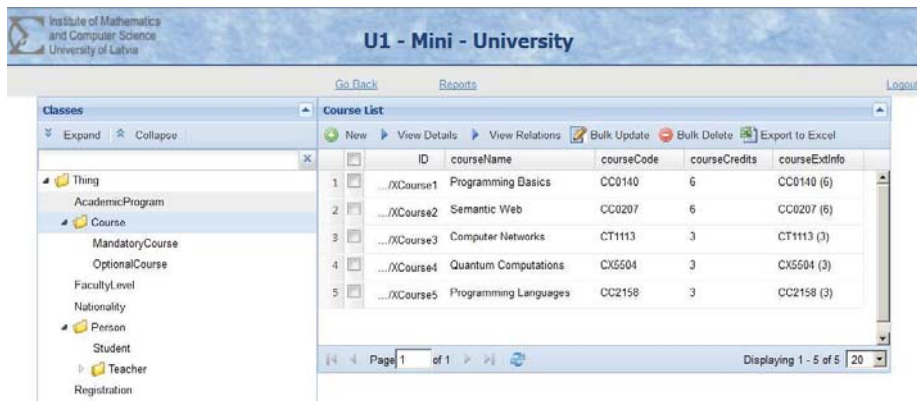 Institute of Mathematics
and Computer Science
University of Latvia
U1 - Mini - University
Go Back Reports Logout
Classes
Expand Collapse
Thing
AcademicProgram
Course
MandatoryCourse
OptionalCourse
FacultyLevel
Nationality
Person
Student
Teacher
Registration
Course List
New View Details View Relations Bulk Update Bulk Delete Export to Excel
ID courseName courseCode courseCredits courseExtInfo
1 .../XCourse1 Programming Basics CC0140 6 CC0140 (6)
2 .../XCourse2 Semantic Web CC0207 6 CC0207 (6)
3 .../XCourse3 Computer Networks CT1113 3 CT1113 (3)
4 .../XCourse4 Quantum Computations CX5504 3 CX5504 (3)
5 .../XCourse5 Programming Languages CC2158 3 CC2158 (3)
Page 1 of 1 Displaying 1 - 5 of 5 20